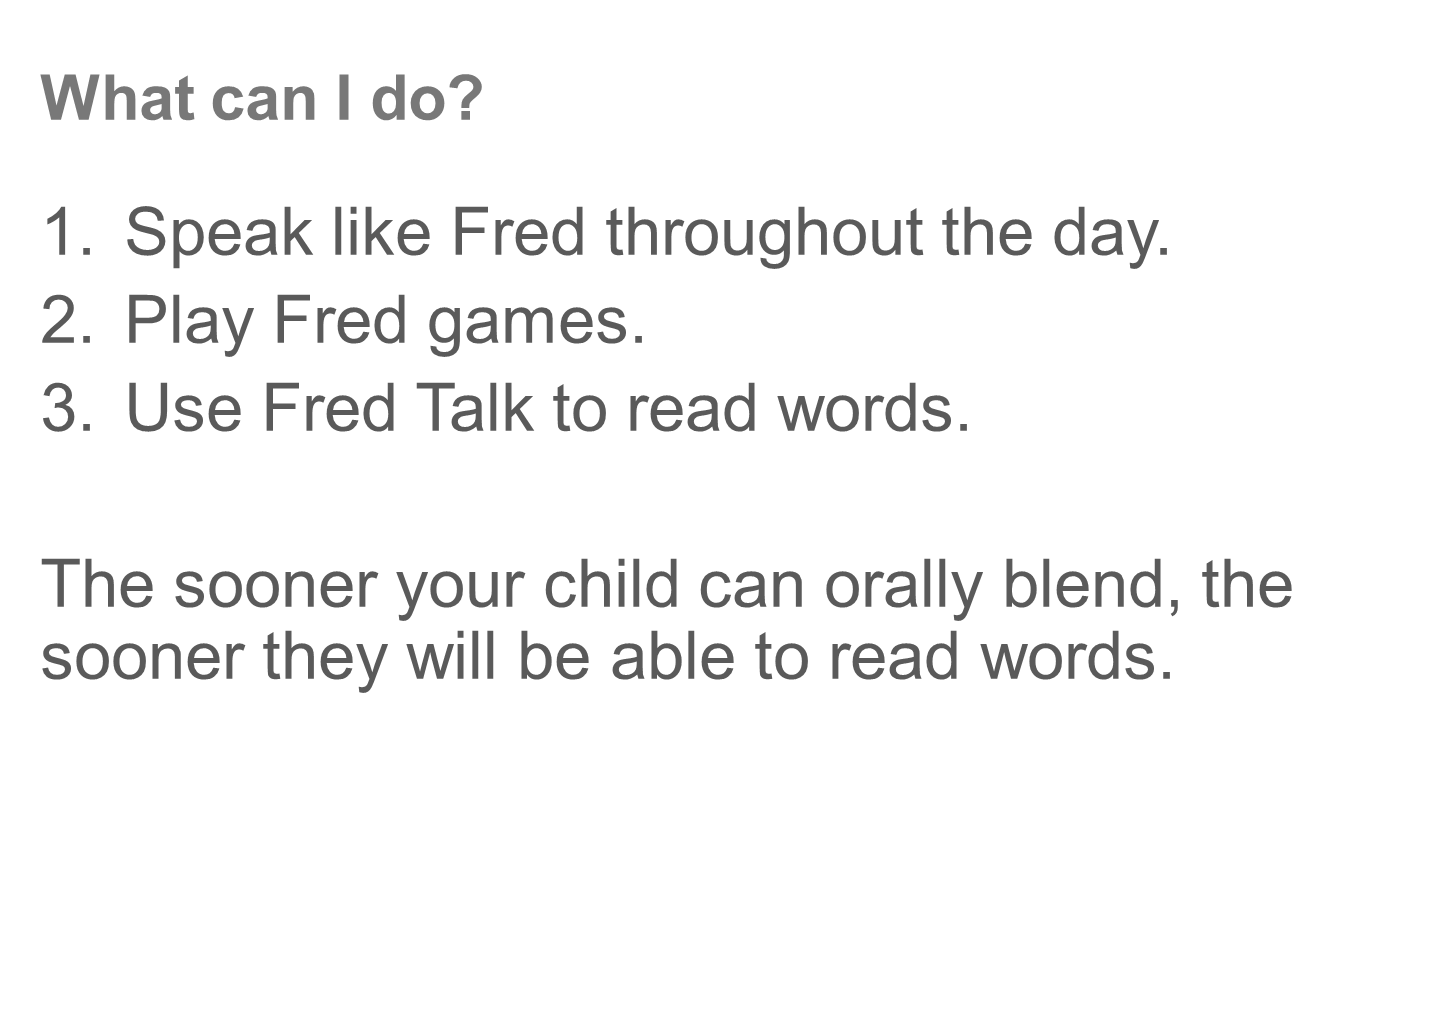 What can I do?
1. Speak like Fred throughout the day.
2. Play Fred games.
3. Use Fred Talk to read words.
The sooner your child can orally blend, the
sooner they will be able to read words.